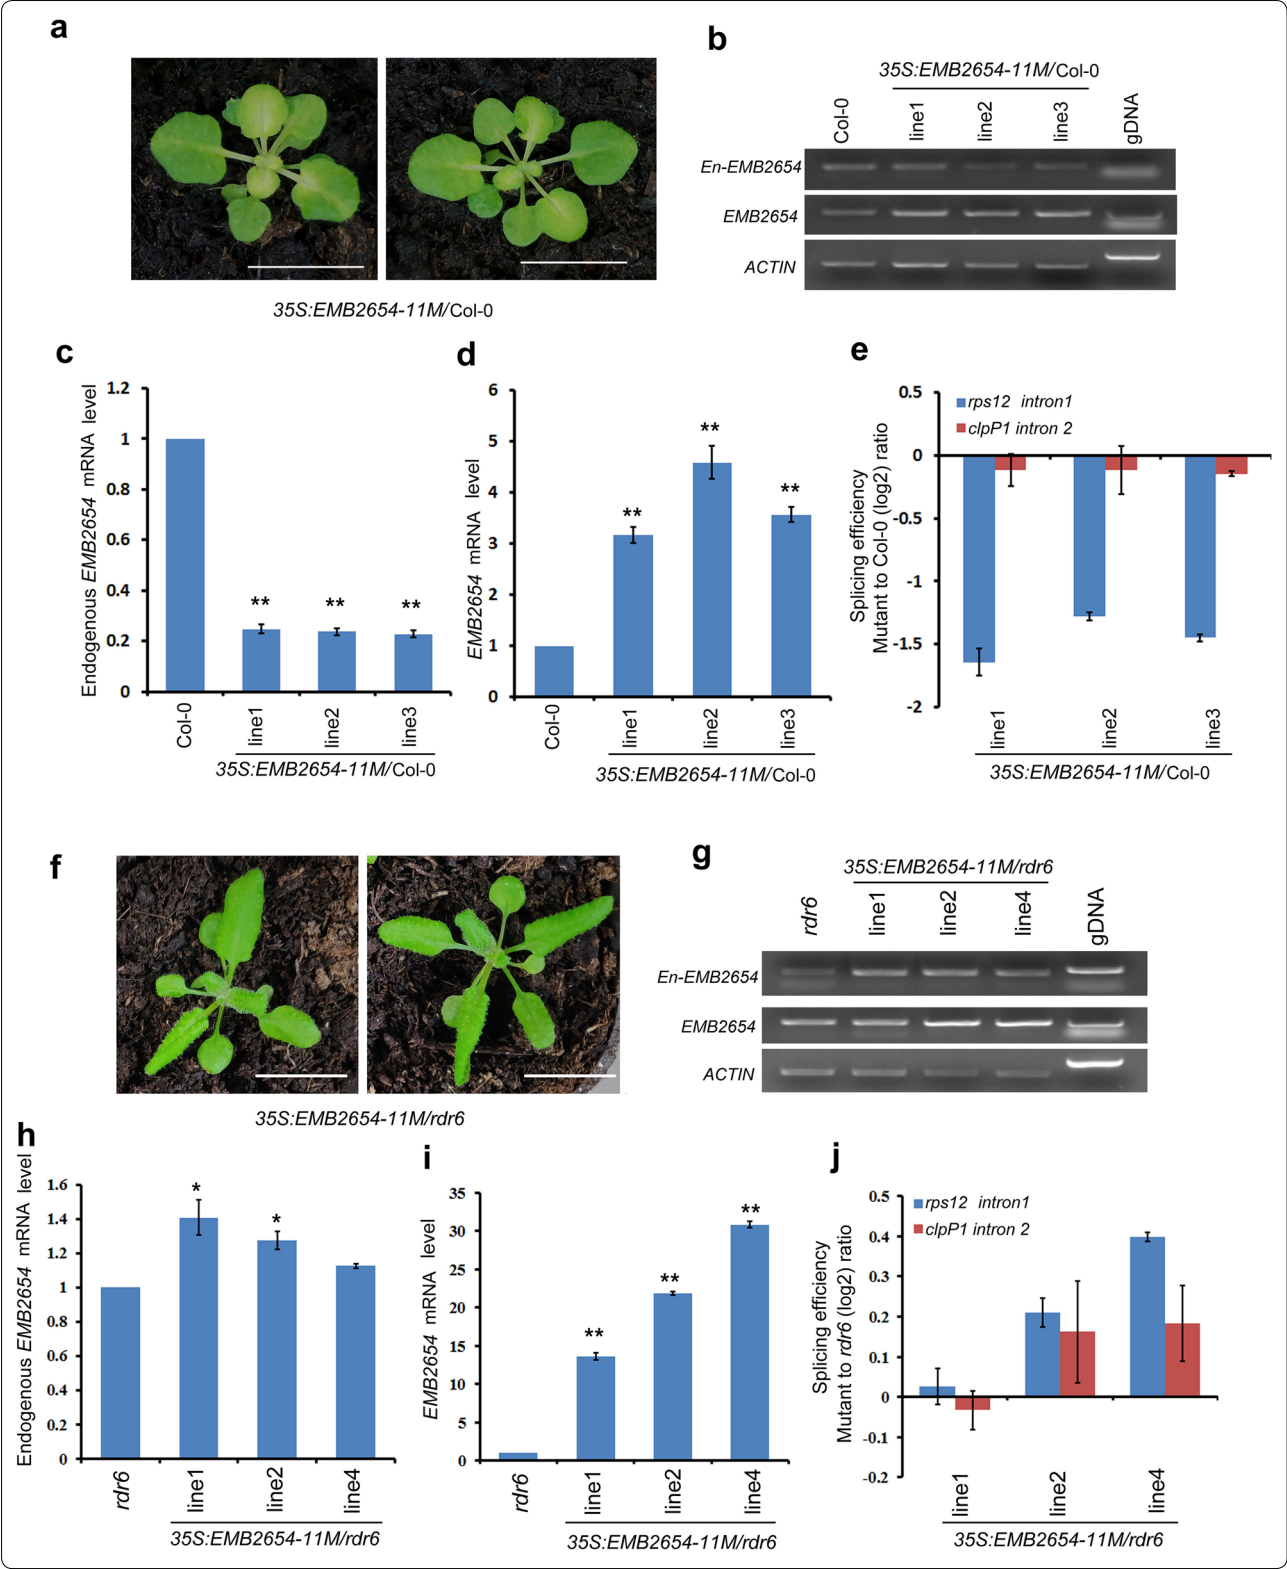 a
35S:EMB2654-11M/Col-0
b
35S:EMB2654-11M/Col-0
Col-0
line1
line2
line3
gDNA
En-EMB2654
EMB2654
ACTIN
c
Endogenous EMB2654 mRNA level
1.2
1
0.8
0.6
0.4
0.2
0
**
**
**
Col-0
line1
line2
line3
35S:EMB2654-11M/Col-0
d
EMB2654 mRNA level
6
5
4
3
2
1
0
**
**
**
Col-0
line1
line2
line3
35S:EMB2654-11M/Col-0
e
Splicing efficiency
Mutant to Col-0 (log2) ratio
0.5
0
-0.5
-1
-1.5
-2
rps12 intron1
clpP1 intron 2
line1
line2
line3
35S:EMB2654-11M/Col-0
f
35S:EMB2654-11M/rdr6
g
35S:EMB2654-11M/rdr6
rdr6
line1
line2
line4
gDNA
En-EMB2654
EMB2654
ACTIN
h
Endogenous EMB2654 mRNA level
1.6
1.4
1.2
1
0.8
0.6
0.4
0.2
0
*
*
rdr6
line1
line2
line4
35S:EMB2654-11M/rdr6
i
EMB2654 mRNA level
35
30
25
20
15
10
5
0
**
**
**
rdr6
line1
line2
line4
35S:EMB2654-11M/rdr6
j
Splicing efficiency
Mutant to rdr6 (log2) ratio
0.5
0.4
0.3
0.2
0.1
0
-0.1
-0.2
rps12 intron1
clpP1 intron 2
line1
line2
line4
35S:EMB2654-11M/rdr6